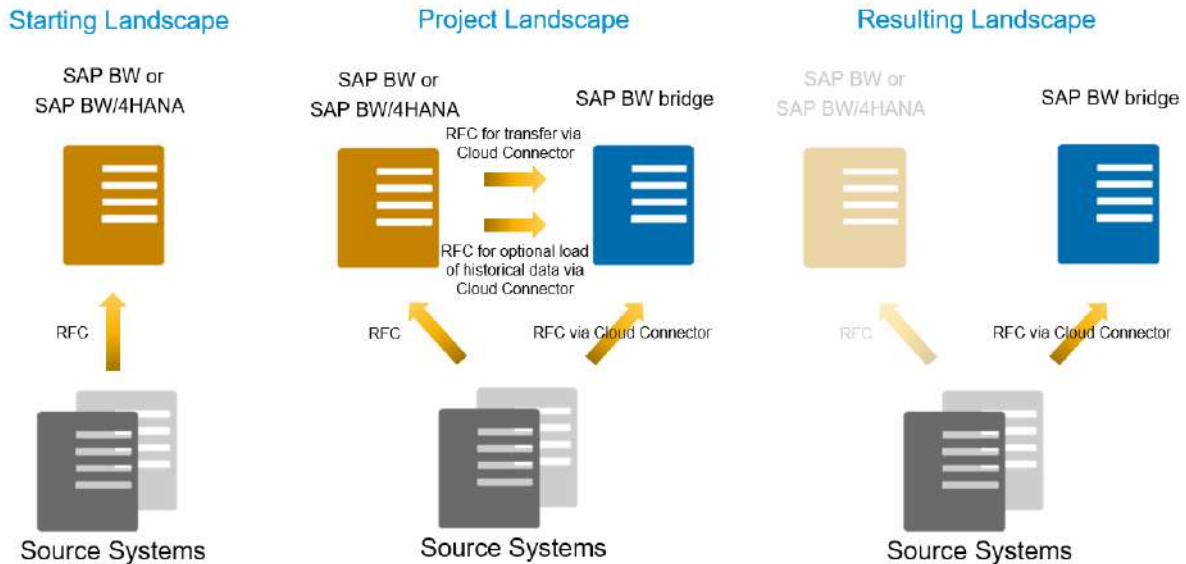 Starting Landscape
SAP BW or
SAP BW/4HANA
RFC
Source Systems
Project Landscape
SAP BW or
SAP BW/4HANA
SAP BW bridge
RFC for transfer via
Cloud Connector
RFC for optional load
of historical data via
Cloud Connector
RFC
RFC via Cloud Connector
Source Systems
Resulting Landscape
SAP BW or
SAP BW/4HANA
SAP BW bridge
RFC
RFC via Cloud Connector
Source Systems